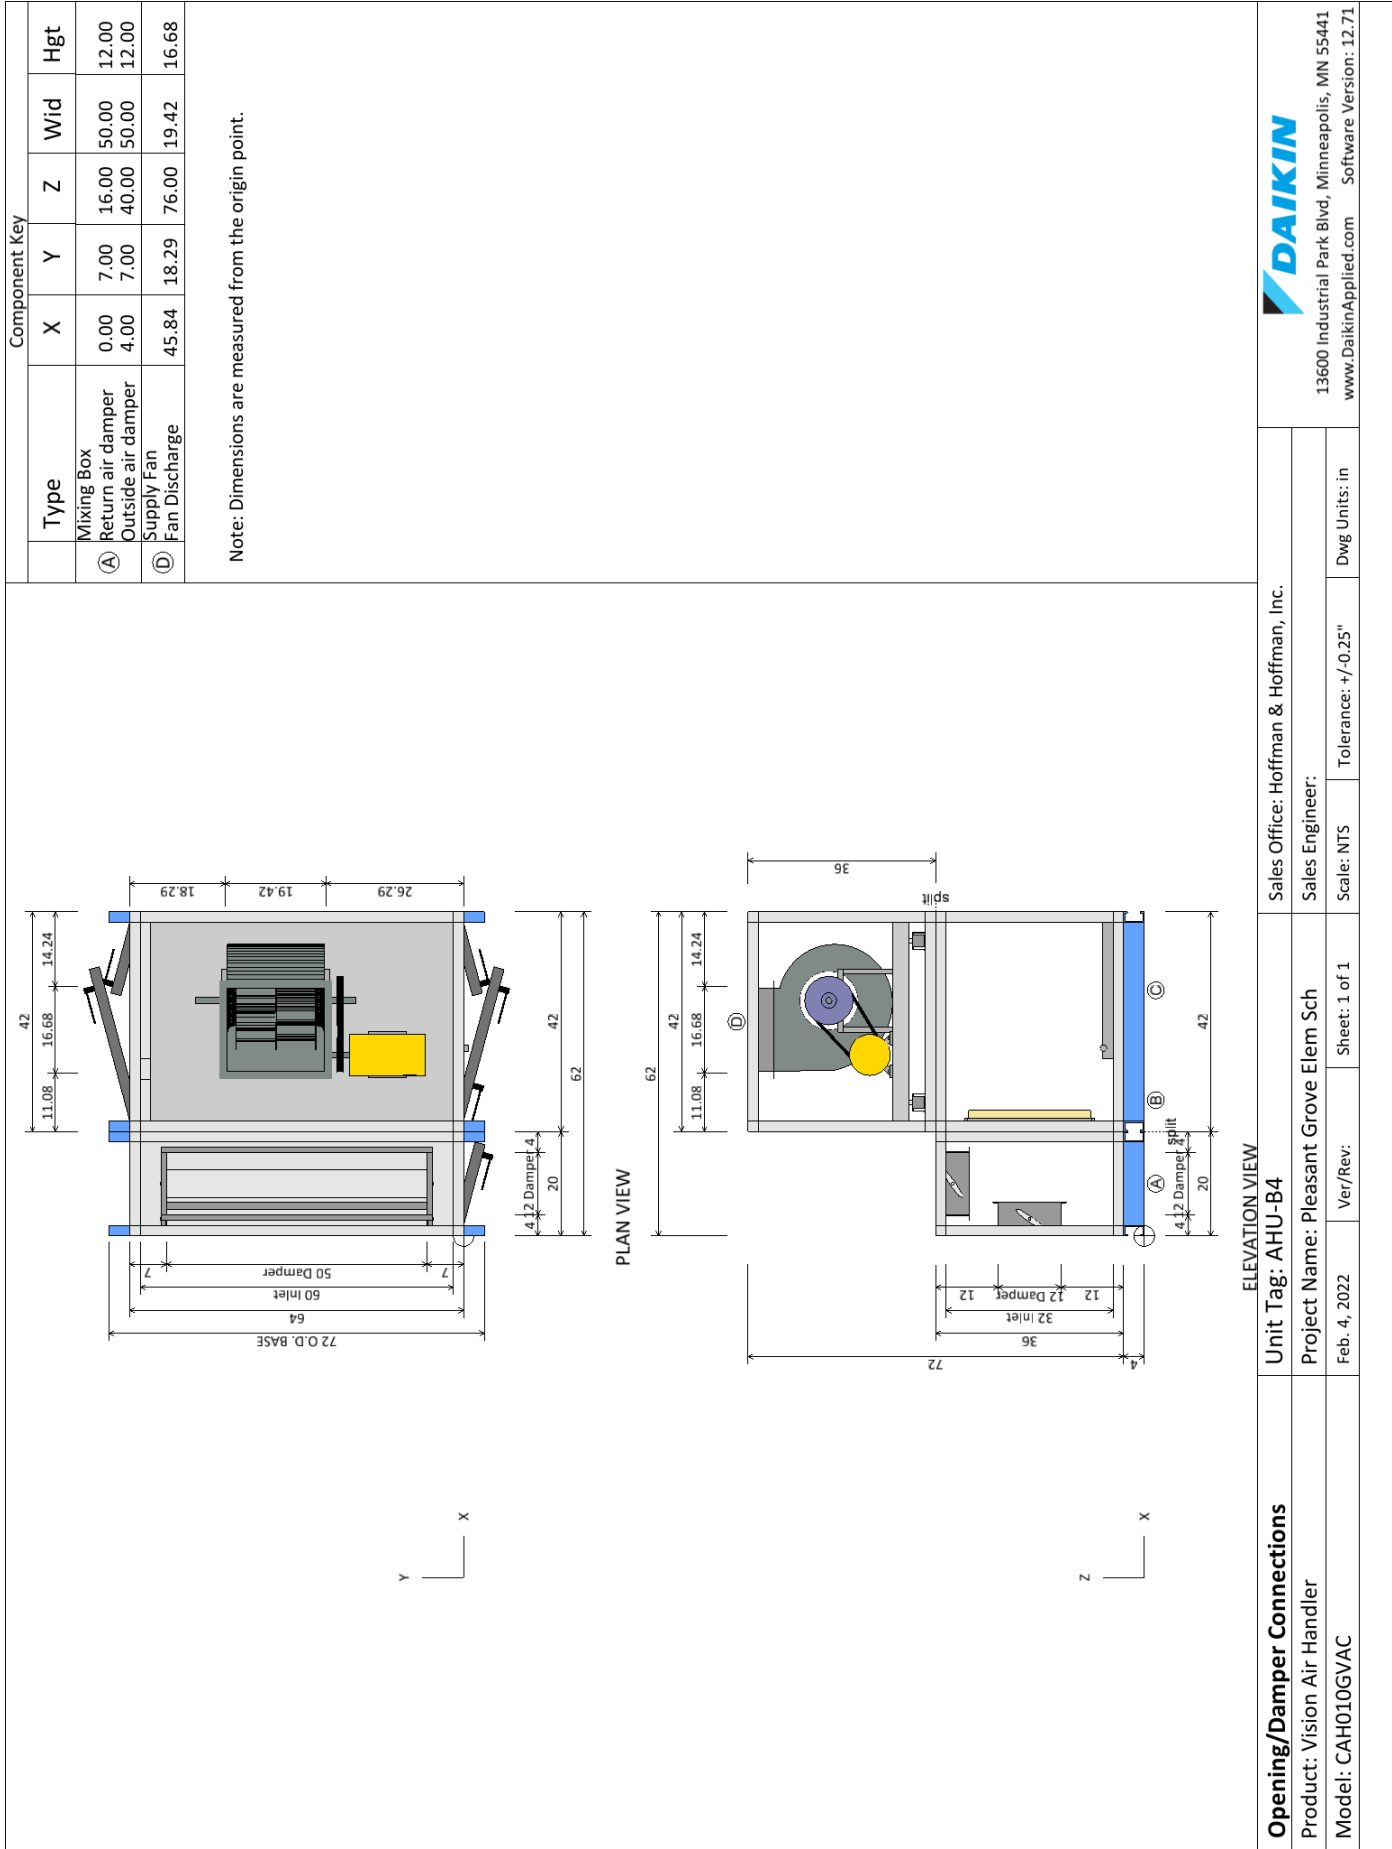 Component Key
Type X Y Z Wid Hgt
Mixing Box
A Return air damper 0.00 7.00 16.00 50.00 12.00
Outside air damper 4.00 7.00 40.00 50.00 12.00
Supply Fan
D Fan Discharge 45.84 18.29 76.00 19.42 16.68
Note: Dimensions are measured from the origin point.
42
11.08 16.68 14.24
18.29
19.42
26.29
7
50 Damper
7
60 Inlet
64
72 O.D. BASE
4 12 Damper 4
20
42
62
PLAN VIEW
Y
X
62
42
11.08 16.68 14.24
D
36
split
12
12 Damper
12
32 Inlet
36
72
4
A B C
split
4 12 Damper 4
20
42
ELEVATION VIEW
Z
X
Opening/Damper Connections
Product: Vision Air Handler
Model: CAH010GVAC
Unit Tag: AHU-B4
Project Name: Pleasant Grove Elem Sch
Feb. 4, 2022
Ver/Rev:
Sheet: 1 of 1
Sales Office: Hoffman & Hoffman, Inc.
Sales Engineer:
Scale: NTS
Tolerance: +/-0.25"
Dwg Units: in
DAIKIN
13600 Industrial Park Blvd, Minneapolis, MN 55441
www.DaikinApplied.com Software Version: 12.71